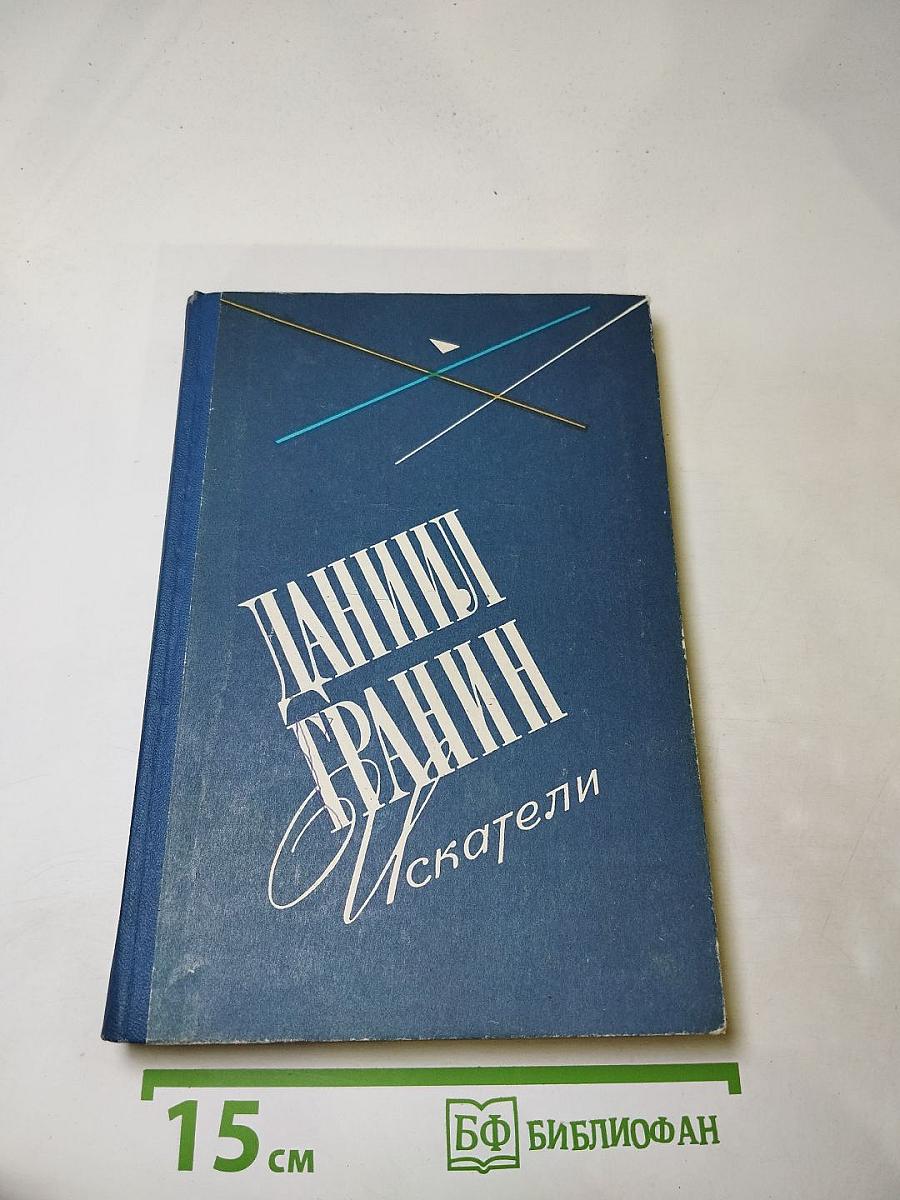 ДАНИИЛ
ГРАНИН
Искатели
15 см
БФ БИБЛИОФАН